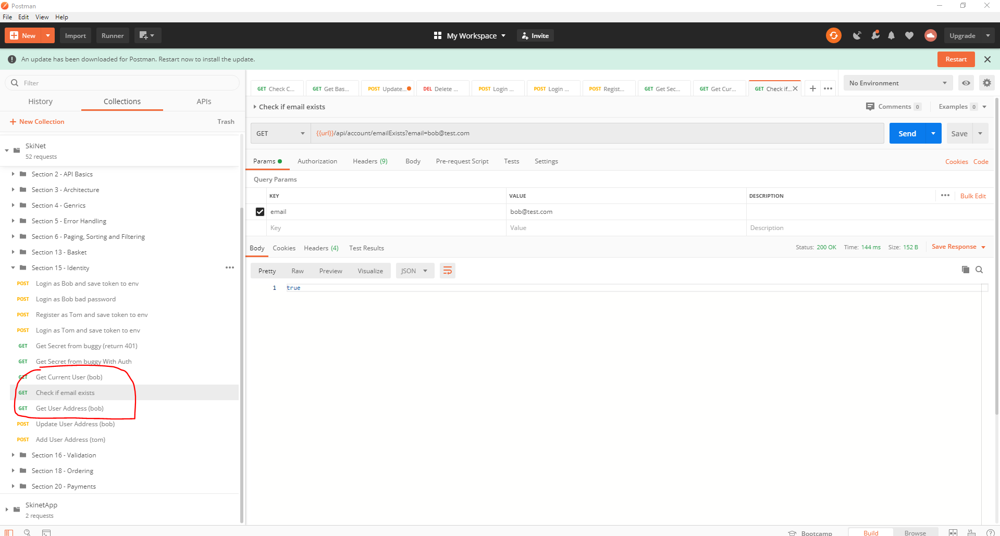 Postman
File Edit View Help
New Import Runner My Workspace Invite Upgrade
An update has been downloaded for Postman. Restart now to install the update. Restart
Filter
History Collections APIs
New Collection Trash
SkiNet
52 requests
Section 2 - API Basics
Section 3 - Architecture
Section 4 - Genrics
Section 5 - Error Handling
Section 6 - Paging, Sorting and Filtering
Section 13 - Basket
Section 15 - Identity
POST Login as Bob and save token to env
POST Login as Bob bad password
POST Register as Tom and save token to env
POST Login as Tom and save token to env
GET Get Secret from buggy (return 401)
GET Get Secret from buggy With Auth
GET Get Current User (bob)
GET Check if email exists
GET Get User Address (bob)
POST Update User Address (bob)
POST Add User Address (tom)
Section 16 - Validation
Section 18 - Ordering
Section 20 - Payments
SkinetApp
2 requests
GET Check C... GET Get Bas... POST Update... DEL Delete ... POST Login ... POST Login ... POST Regist... GET Get Sec... GET Get Cur... GET Check if... No Environment
Check if email exists Comments 0 Examples 0
GET {{url}}/api/account/emailExists?email=bob@test.com Send Save
Params Authorization Headers (9) Body Pre-request Script Tests Settings Cookies Code
Query Params
KEY VALUE DESCRIPTION Bulk Edit
email bob@test.com
Key Value Description
Body Cookies Headers (4) Test Results Status: 200 OK Time: 144 ms Size: 152 B Save Response
Pretty Raw Preview Visualize JSON
1 true
Bootcamp Build Browse